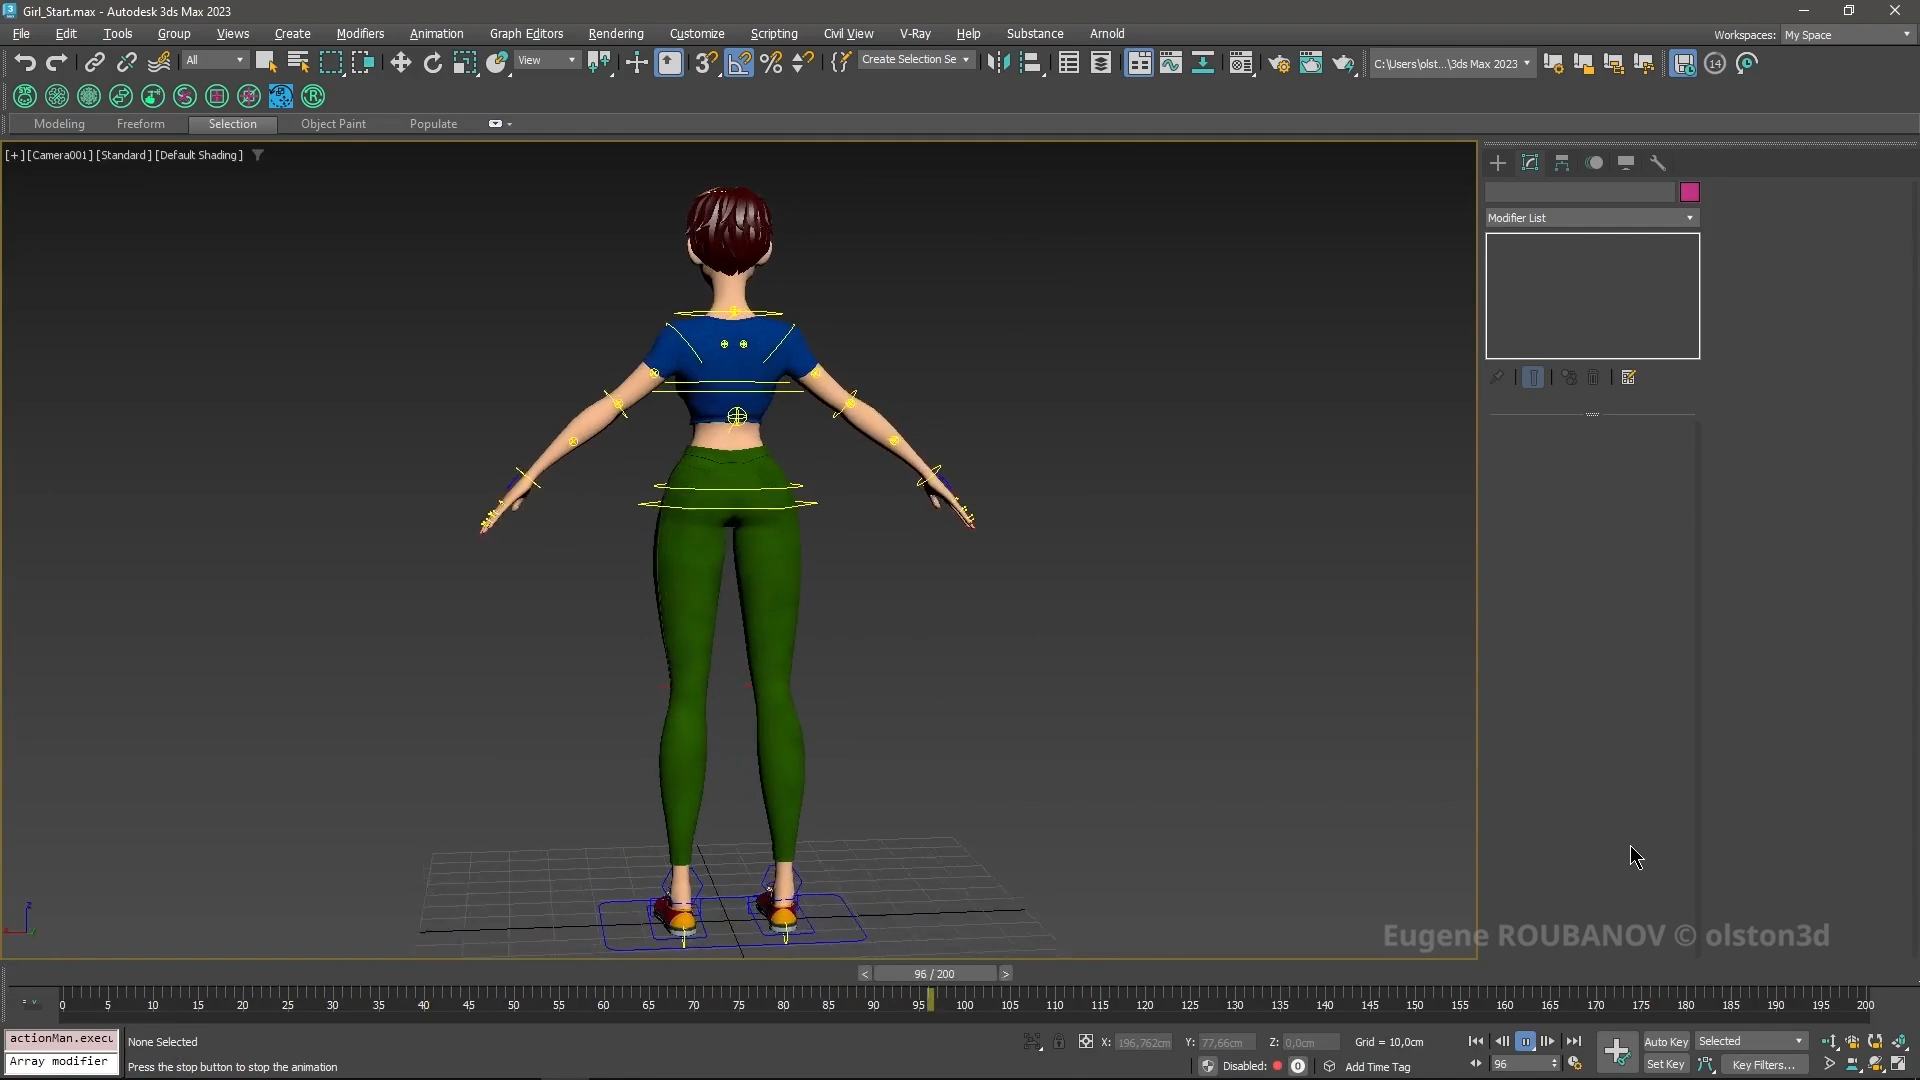 Girl_Start.max - Autodesk 3ds Max 2023
File Edit Tools Group Views Create Modifiers Animation Graph Editors Rendering Customize Scripting Civil View V-Ray Help Substance Arnold
Workspaces: My Space
All View Create Selection Se C:\Users\olst...\3ds Max 2023 14
Modeling Freeform Selection Object Paint Populate
[+] [Camera001] [Standard] [Default Shading]
Modifier List
Eugene ROUBANOV © olston3d
< 96 / 200 >
0 5 10 15 20 25 30 35 40 45 50 55 60 65 70 75 80 85 90 95 100 105 110 115 120 125 130 135 140 145 150 155 160 165 170 175 180 185 190 195 200
actionMan.execu None Selected X: 196,762cm Y: 77,66cm Z: 0,0cm Grid = 10,0cm Auto Key Selected
Array modifier Press the stop button to stop the animation Disabled: 0 Add Time Tag 96 Set Key Key Filters...